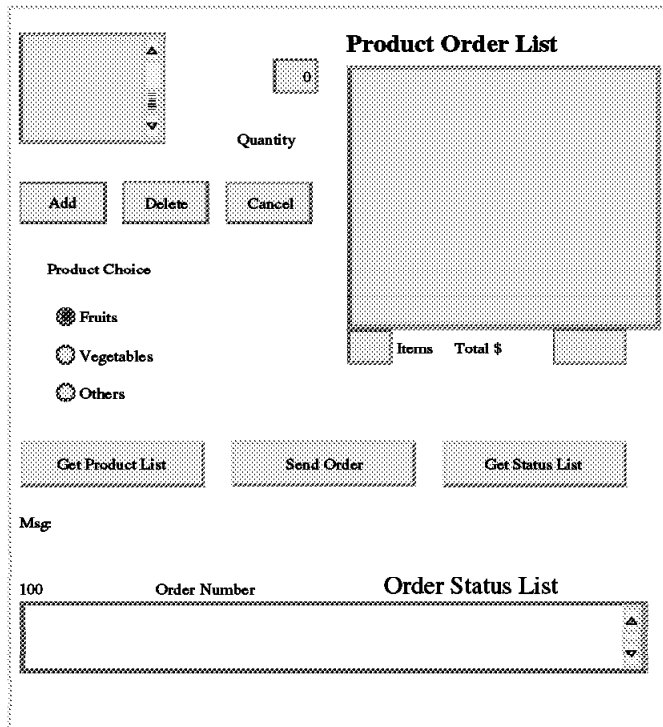 Product Order List
0
Quantity
Add Delete Cancel
Product Choice
Fruits
Vegetables
Others
Items Total $
Get Product List Send Order Get Status List
Msg:
100 Order Number Order Status List